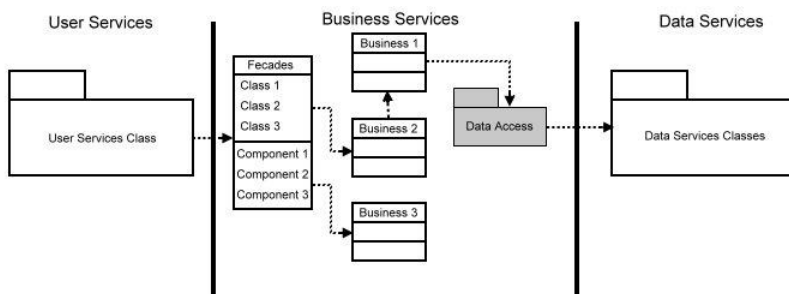 User Services
Business Services
Data Services
User Services Class
Fecades
Class 1
Class 2
Class 3
Component 1
Component 2
Component 3
Business 1
Business 2
Business 3
Data Access
Data Services Classes